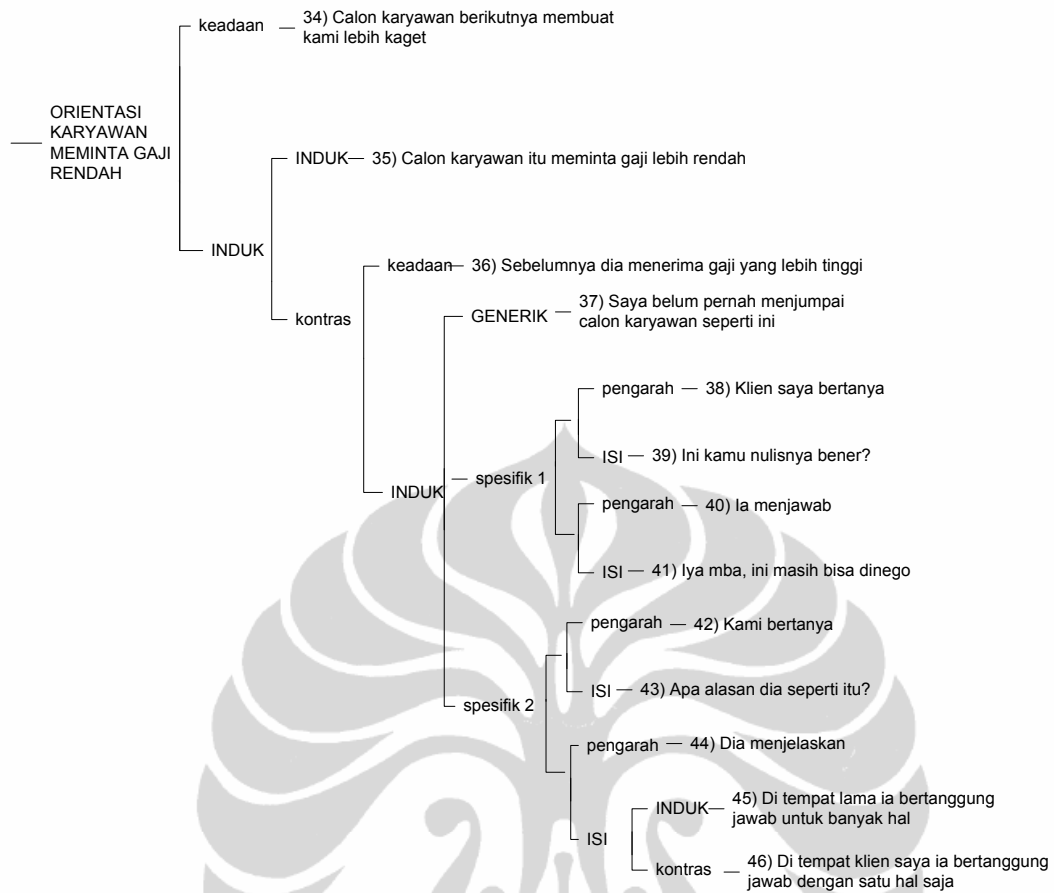 keadaan
34) Calon karyawan berikutnya membuat
kami lebih kaget
ORIENTASI
KARYAWAN
MEMINTA GAJI
RENDAH
INDUK
INDUK
35) Calon karyawan itu meminta gaji lebih rendah
kontras
keadaan
36) Sebelumnya dia menerima gaji yang lebih tinggi
INDUK
GENERIK
37) Saya belum pernah menjumpai
calon karyawan seperti ini
spesifik 1
pengarah
38) Klien saya bertanya
ISI
39) Ini kamu nulisnya bener?
pengarah
40) Ia menjawab
ISI
41) Iya mba, ini masih bisa dinego
spesifik 2
pengarah
42) Kami bertanya
ISI
43) Apa alasan dia seperti itu?
pengarah
44) Dia menjelaskan
ISI
INDUK
45) Di tempat lama ia bertanggung
jawab untuk banyak hal
kontras
46) Di tempat klien saya ia bertanggung
jawab dengan satu hal saja